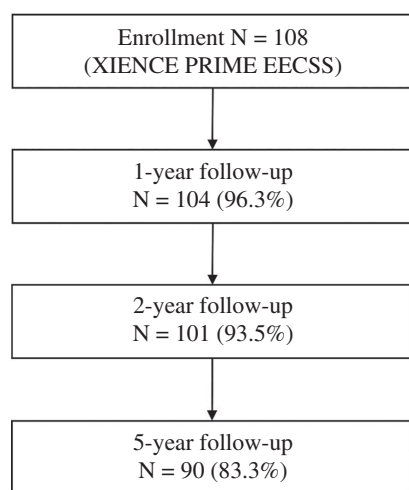 Enrollment N = 108
(XIENCE PRIME EECSS)
1-year follow-up
N = 104 (96.3%)
2-year follow-up
N = 101 (93.5%)
5-year follow-up
N = 90 (83.3%)